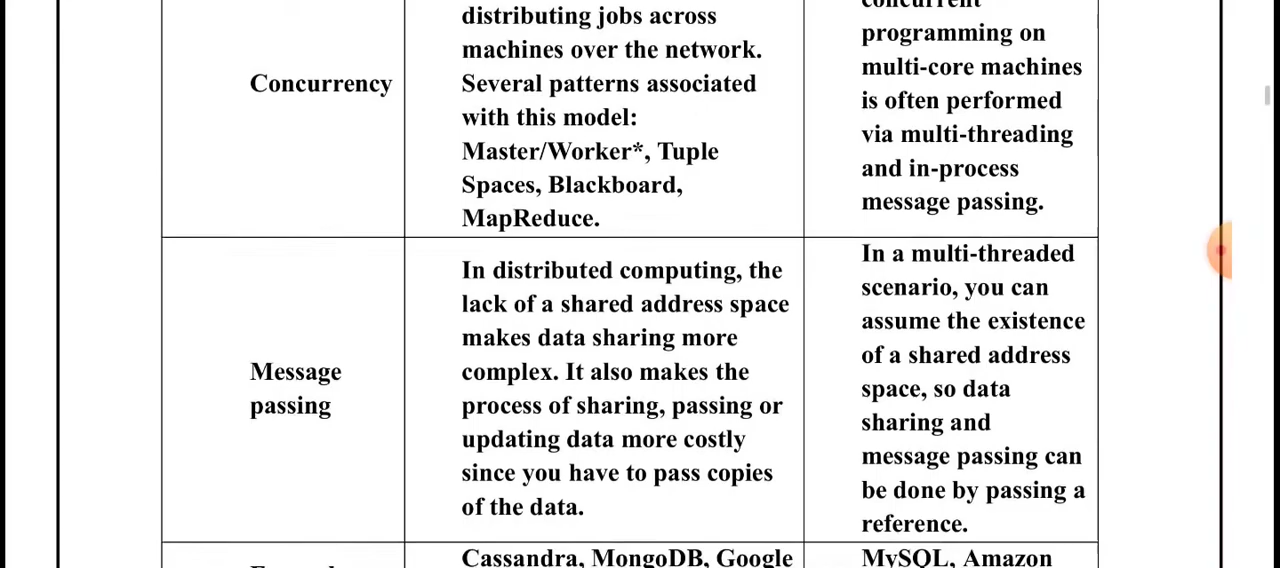 distributing jobs across
machines over the network.
Several patterns associated
with this model:
Master/Worker*, Tuple
Spaces, Blackboard,
MapReduce.
Concurrency
concurrent
programming on
multi-core machines
is often performed
via multi-threading
and in-process
message passing.
Message
passing
In distributed computing, the
lack of a shared address space
makes data sharing more
complex. It also makes the
process of sharing, passing or
updating data more costly
since you have to pass copies
of the data.
In a multi-threaded
scenario, you can
assume the existence
of a shared address
space, so data
sharing and
message passing can
be done by passing a
reference.
Cassandra, MongoDB, Google
MySQL, Amazon